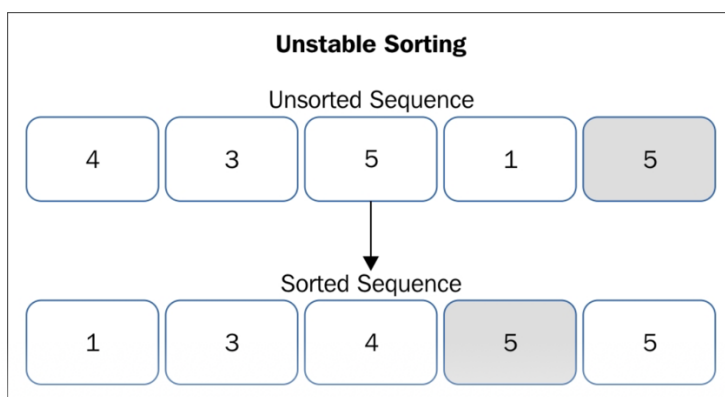 Unstable Sorting
Unsorted Sequence
4 3 5 1 5
Sorted Sequence
1 3 4 5 5